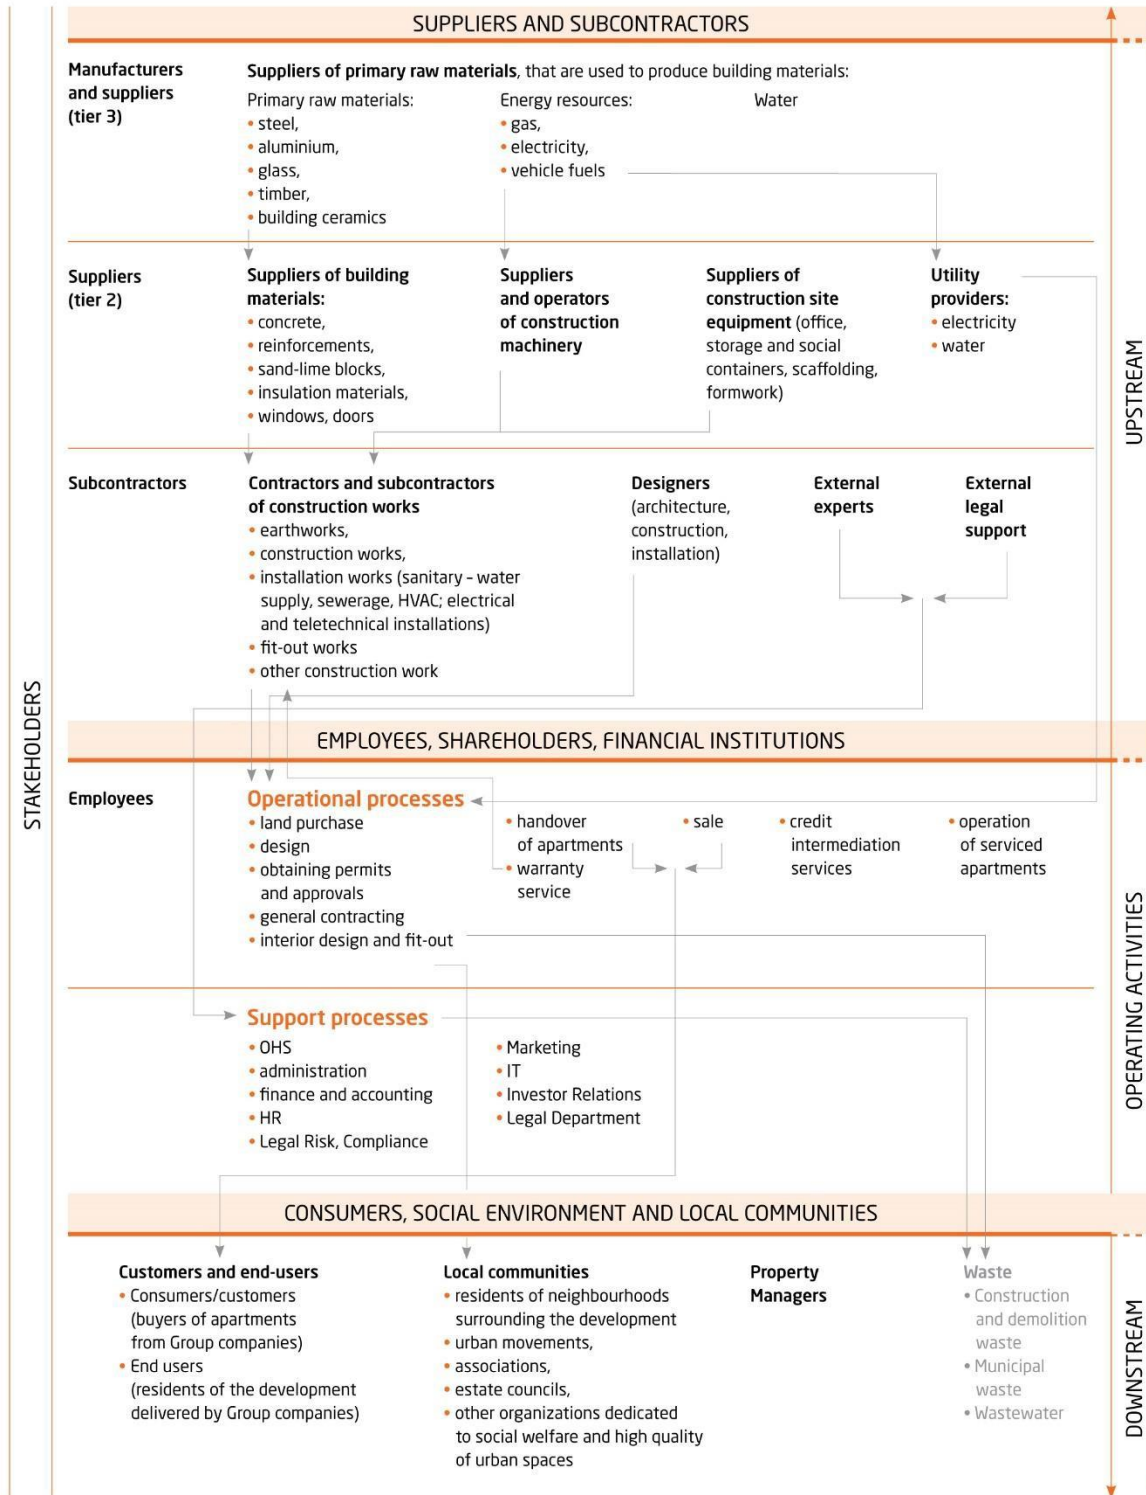 SUPPLIERS AND SUBCONTRACTORS
Manufacturers
and suppliers
(tier 3)
Suppliers of primary raw materials, that are used to produce building materials:
Primary raw materials:
• steel,
• aluminium,
• glass,
• timber,
• building ceramics
Energy resources:
• gas,
• electricity,
• vehicle fuels
Water
Suppliers
(tier 2)
Suppliers of building
materials:
• concrete,
• reinforcements,
• sand-lime blocks,
• insulation materials,
• windows, doors
Suppliers
and operators
of construction
machinery
Suppliers of
construction site
equipment (office,
storage and social
containers, scaffolding,
formwork)
Utility
providers:
• electricity
• water
Subcontractors
Contractors and subcontractors
of construction works
• earthworks,
• construction works,
• installation works (sanitary – water
supply, sewerage, HVAC; electrical
and teletechnical installations)
• fit-out works
• other construction work
Designers
(architecture,
construction,
installation)
External
experts
External
legal
support
UPSTREAM
STAKEHOLDERS
EMPLOYEES, SHAREHOLDERS, FINANCIAL INSTITUTIONS
Employees
Operational processes
• land purchase
• design
• obtaining permits
and approvals
• general contracting
• interior design and fit-out
• handover
of apartments
• warranty
service
• sale
• credit
intermediation
services
• operation
of serviced
apartments
Support processes
• OHS
• administration
• finance and accounting
• HR
• Legal Risk, Compliance
• Marketing
• IT
• Investor Relations
• Legal Department
OPERATING ACTIVITIES
CONSUMERS, SOCIAL ENVIRONMENT AND LOCAL COMMUNITIES
Customers and end-users
• Consumers/customers
(buyers of apartments
from Group companies)
• End users
(residents of the development
delivered by Group companies)
Local communities
• residents of neighbourhoods
surrounding the development
• urban movements,
• associations,
• estate councils,
• other organizations dedicated
to social welfare and high quality
of urban spaces
Property
Managers
Waste
• Construction
and demolition
waste
• Municipal
waste
• Wastewater
DOWNSTREAM